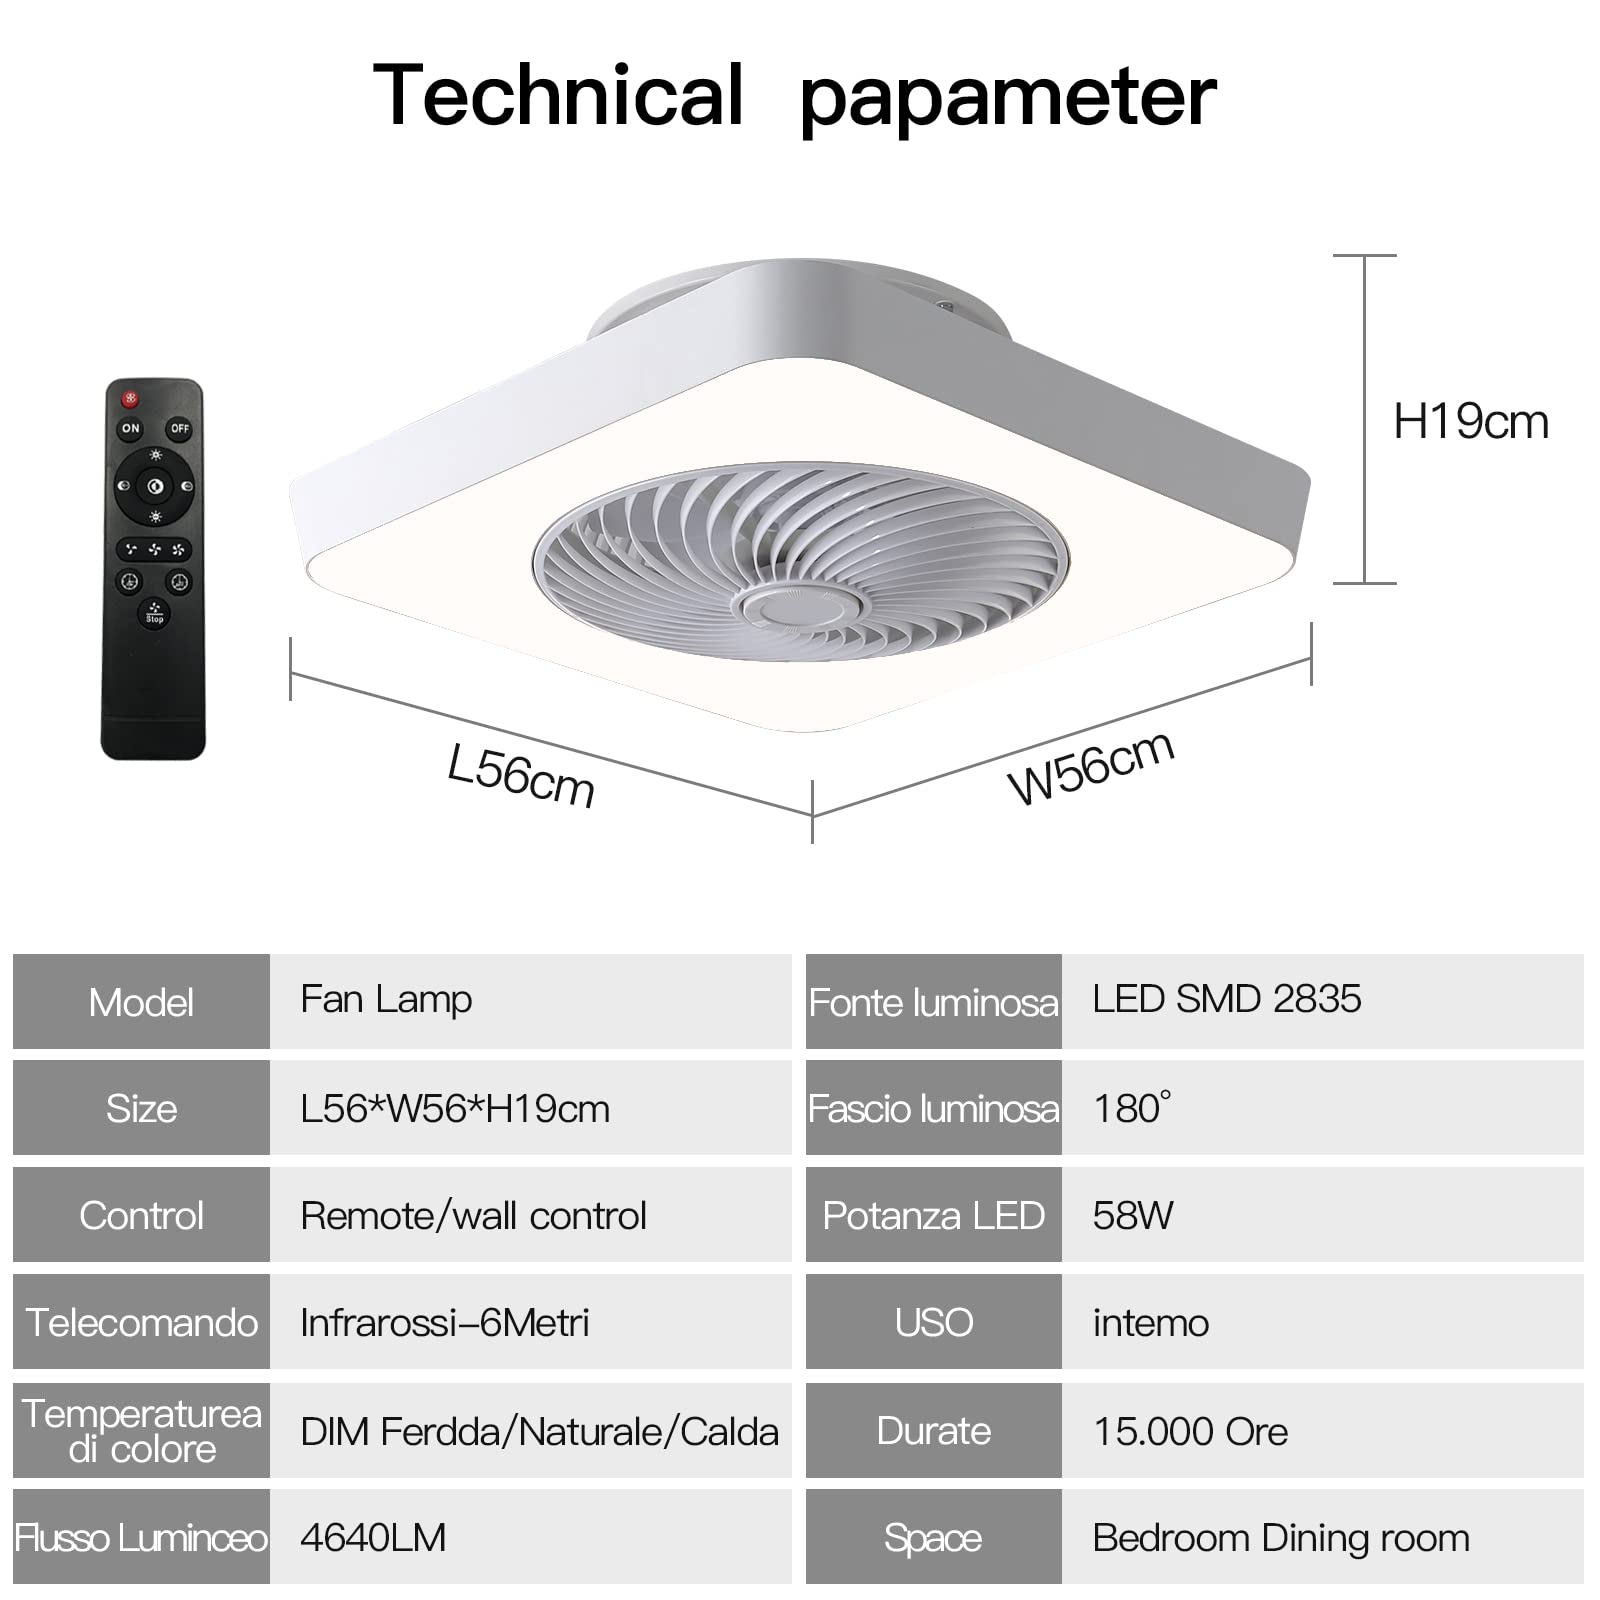 Technical papameter
ON OFF
Stop
H19cm
L56cm
W56cm
Model Fan Lamp
Size L56*W56*H19cm
Control Remote/wall control
Telecomando Infrarossi-6Metri
Temperaturea
di colore DIM Ferdda/Naturale/Calda
Flusso Luminceo 4640LM
Fonte luminosa LED SMD 2835
Fascio luminosa 180°
Potanza LED 58W
USO intemo
Durate 15.000 Ore
Space Bedroom Dining room